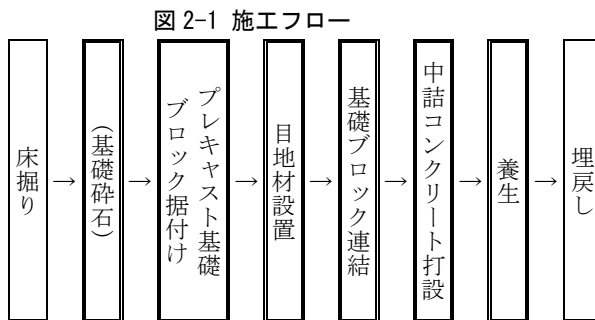 図 2-1 施工フロー
床掘り
→
(基礎砕石)
→
プレキャスト基礎
ブロック据付け
→
目地材設置
→
基礎ブロック連結
→
中詰コンクリート打設
→
養生
→
埋戻し